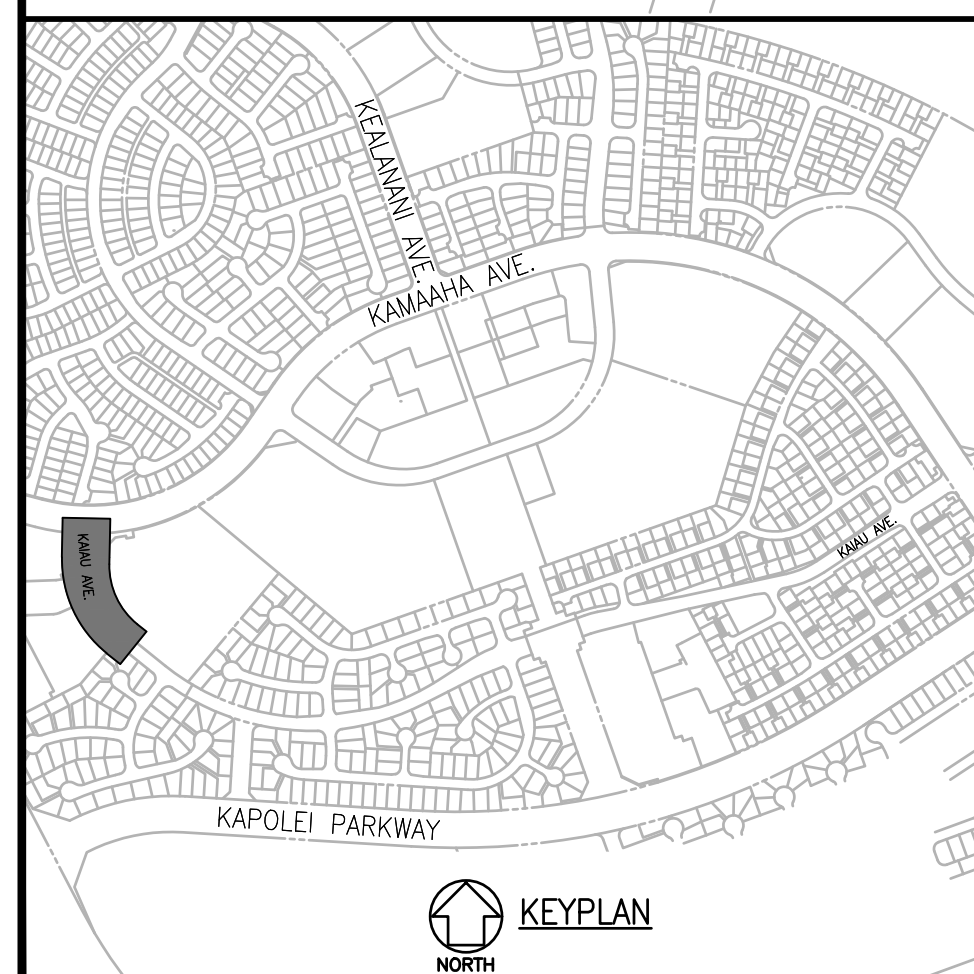 KEALANANI AVE.
KAMAAHA AVE.
KAIAU AVE.
KAIAU AVE.
KAPOLEI PARKWAY
KEYPLAN
NORTH